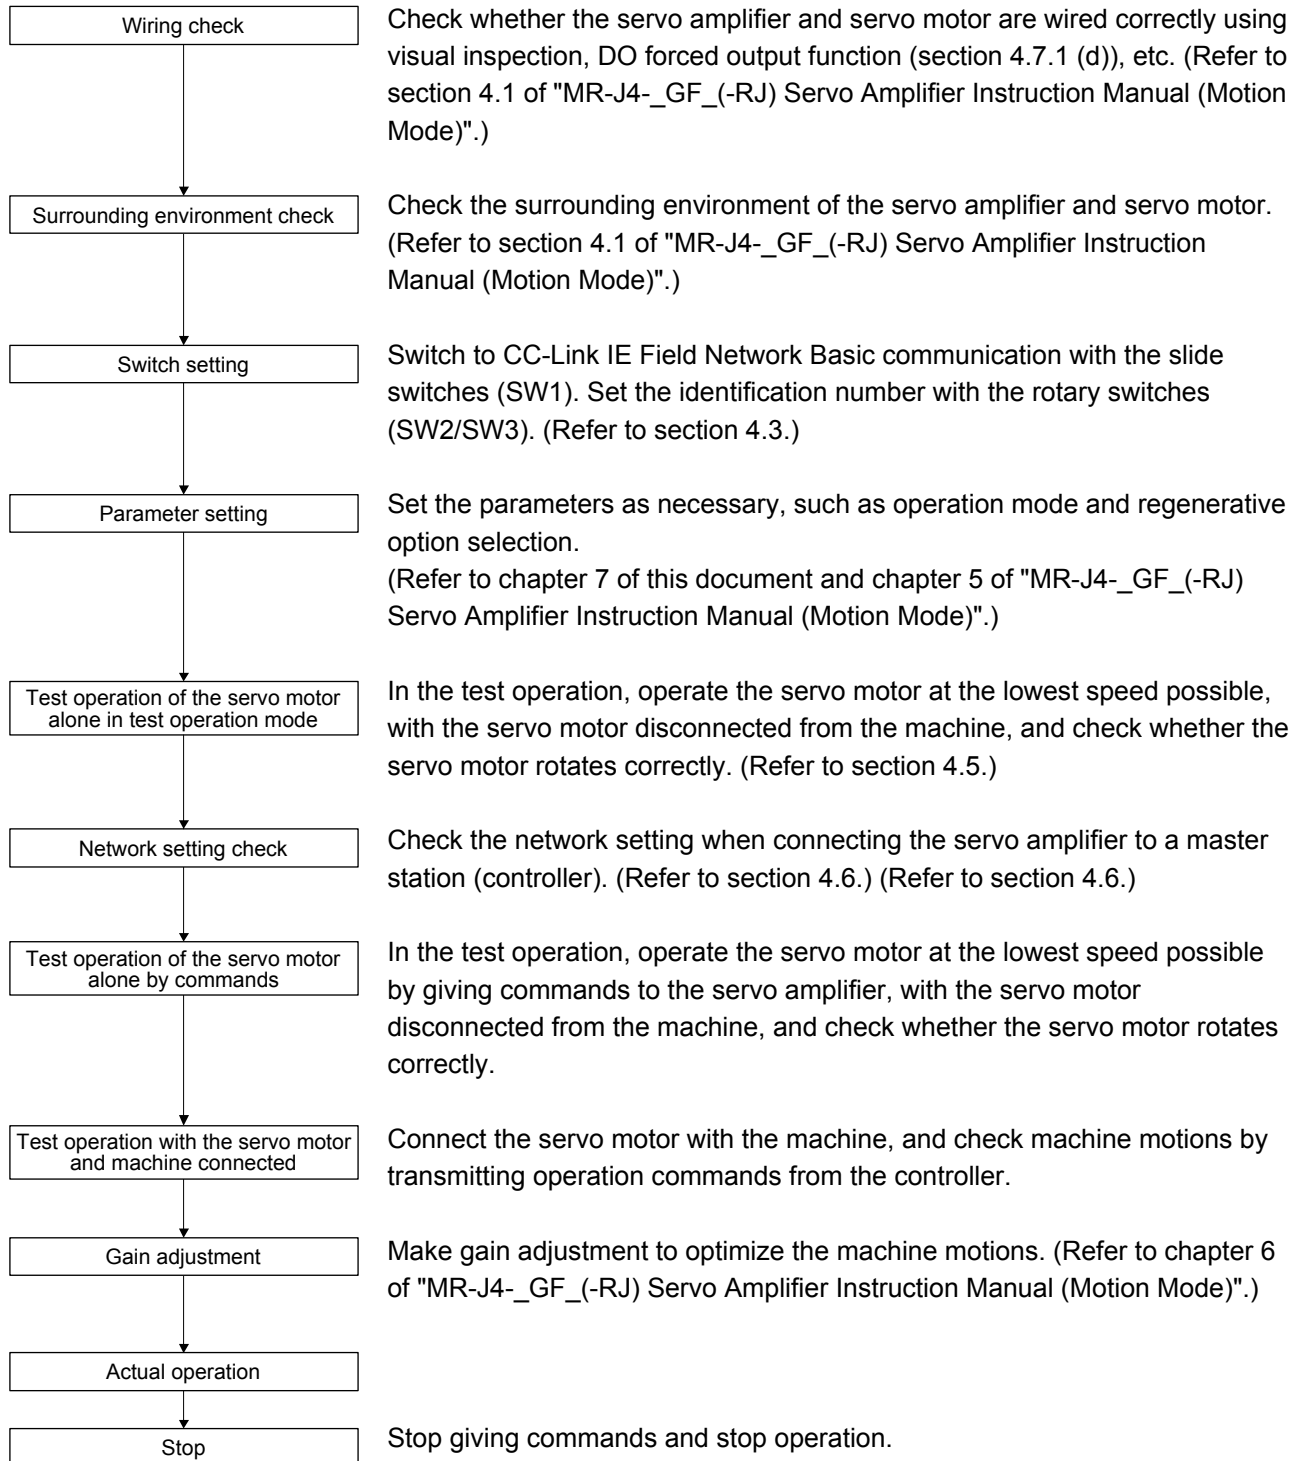 Wiring check
Check whether the servo amplifier and servo motor are wired correctly using
visual inspection, DO forced output function (section 4.7.1 (d)), etc. (Refer to
section 4.1 of "MR-J4-_GF_(-RJ) Servo Amplifier Instruction Manual (Motion
Mode)".)
Surrounding environment check
Check the surrounding environment of the servo amplifier and servo motor.
(Refer to section 4.1 of "MR-J4-_GF_(-RJ) Servo Amplifier Instruction
Manual (Motion Mode)".)
Switch setting
Switch to CC-Link IE Field Network Basic communication with the slide
switches (SW1). Set the identification number with the rotary switches
(SW2/SW3). (Refer to section 4.3.)
Parameter setting
Set the parameters as necessary, such as operation mode and regenerative
option selection.
(Refer to chapter 7 of this document and chapter 5 of "MR-J4-_GF_(-RJ)
Servo Amplifier Instruction Manual (Motion Mode)".)
Test operation of the servo motor
alone in test operation mode
In the test operation, operate the servo motor at the lowest speed possible,
with the servo motor disconnected from the machine, and check whether the
servo motor rotates correctly. (Refer to section 4.5.)
Network setting check
Check the network setting when connecting the servo amplifier to a master
station (controller). (Refer to section 4.6.) (Refer to section 4.6.)
Test operation of the servo motor
alone by commands
In the test operation, operate the servo motor at the lowest speed possible
by giving commands to the servo amplifier, with the servo motor
disconnected from the machine, and check whether the servo motor rotates
correctly.
Test operation with the servo motor
and machine connected
Connect the servo motor with the machine, and check machine motions by
transmitting operation commands from the controller.
Gain adjustment
Make gain adjustment to optimize the machine motions. (Refer to chapter 6
of "MR-J4-_GF_(-RJ) Servo Amplifier Instruction Manual (Motion Mode)".)
Actual operation
Stop
Stop giving commands and stop operation.